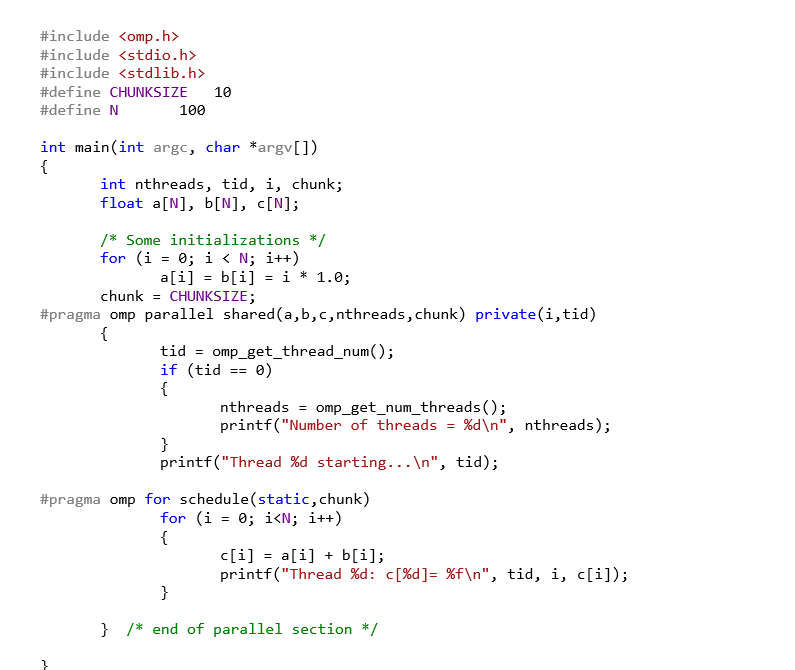 #include <omp.h>
#include <stdio.h>
#include <stdlib.h>
#define CHUNKSIZE   10
#define N       100

int main(int argc, char *argv[])
{
       int nthreads, tid, i, chunk;
       float a[N], b[N], c[N];

       /* Some initializations */
       for (i = 0; i < N; i++)
              a[i] = b[i] = i * 1.0;
       chunk = CHUNKSIZE;
#pragma omp parallel shared(a,b,c,nthreads,chunk) private(i,tid)
       {
              tid = omp_get_thread_num();
              if (tid == 0)
              {
                     nthreads = omp_get_num_threads();
                     printf("Number of threads = %d\n", nthreads);
              }
              printf("Thread %d starting...\n", tid);

#pragma omp for schedule(static,chunk)
              for (i = 0; i<N; i++)
              {
                     c[i] = a[i] + b[i];
                     printf("Thread %d: c[%d]= %f\n", tid, i, c[i]);
              }

       }  /* end of parallel section */

}